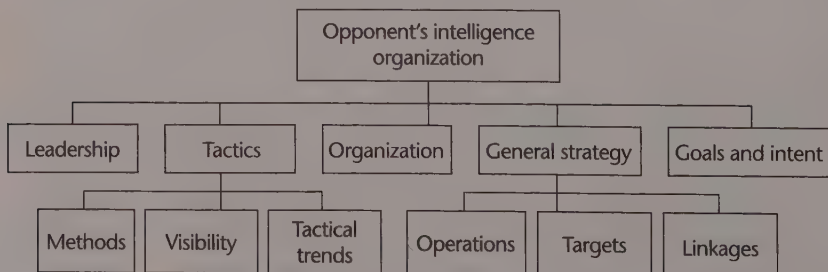 Opponent's intelligence
organization
Leadership
Tactics
Organization
General strategy
Goals and intent
Methods
Visibility
Tactical
trends
Operations
Targets
Linkages